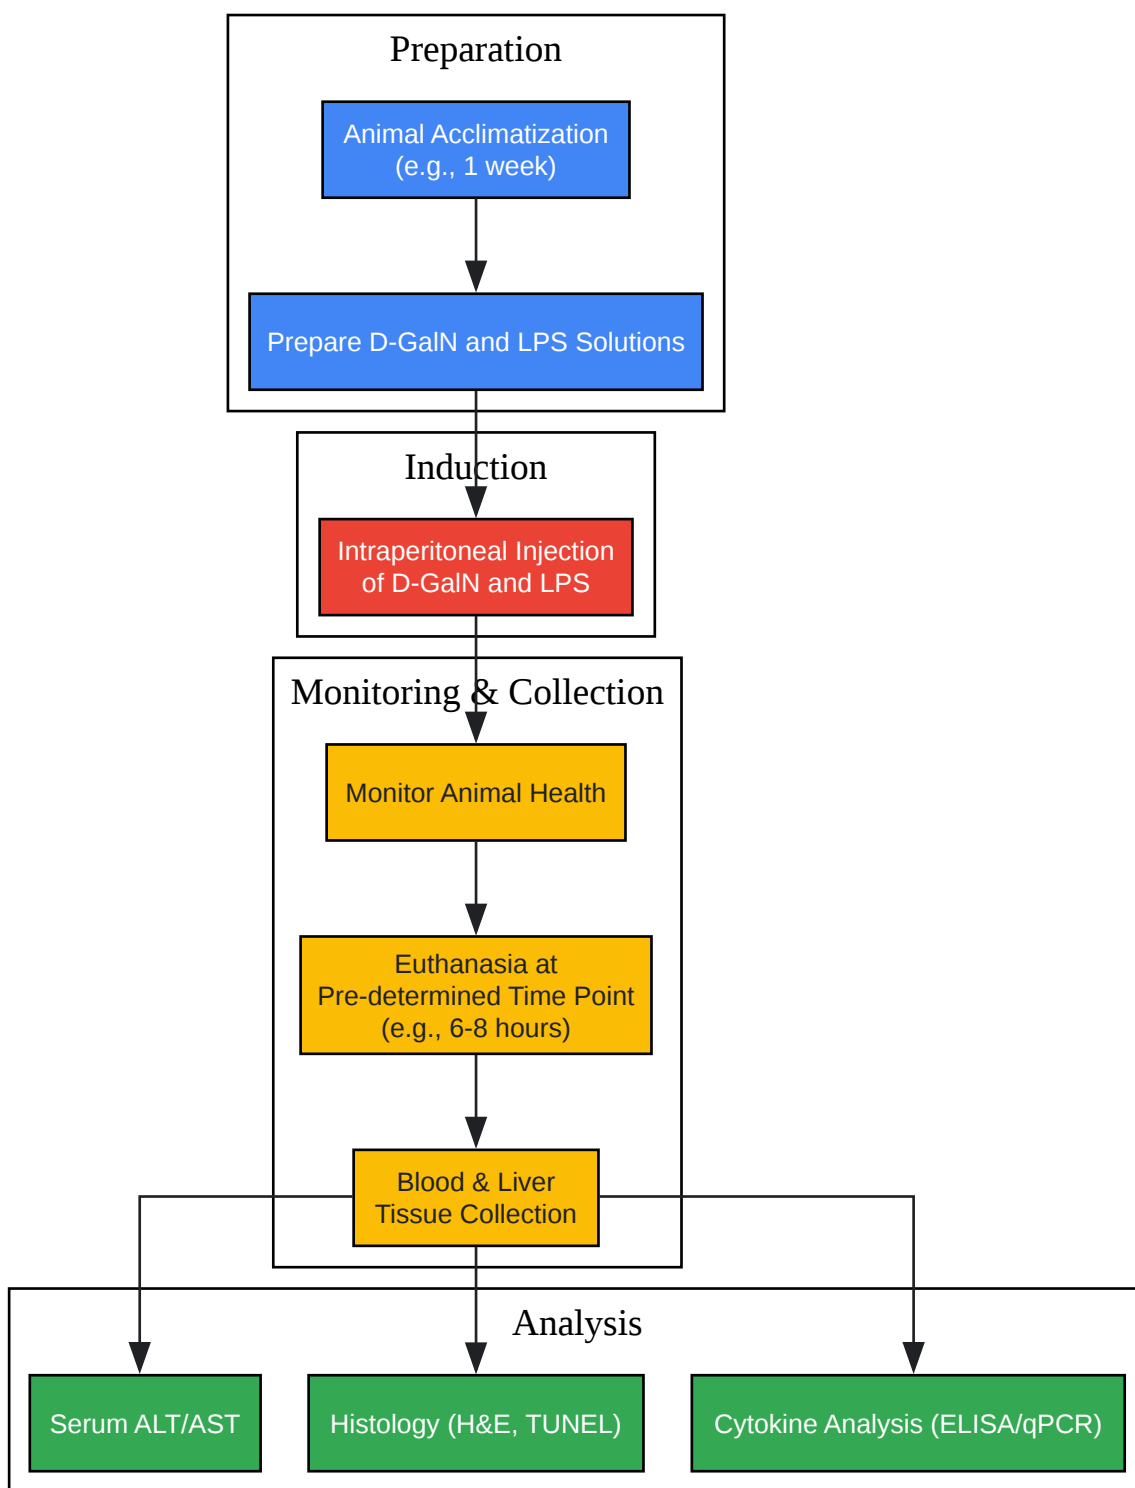 Preparation
Animal Acclimatization
(e.g., 1 week)
Prepare D-GalN and LPS Solutions
Induction
Intraperitoneal Injection
of D-GalN and LPS
Monitoring & Collection
Monitor Animal Health
Euthanasia at
Pre-determined Time Point
(e.g., 6-8 hours)
Blood & Liver
Tissue Collection
Analysis
Serum ALT/AST
Histology (H&E, TUNEL)
Cytokine Analysis (ELISA/qPCR)